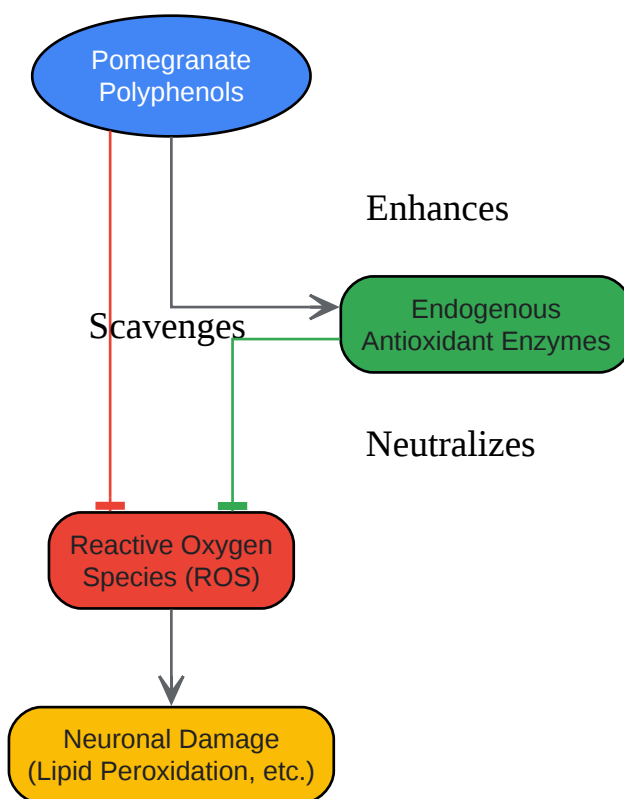 Pomegranate
Polyphenols
Enhances
Endogenous
Antioxidant Enzymes
Scavenges
Neutralizes
Reactive Oxygen
Species (ROS)
Neuronal Damage
(Lipid Peroxidation, etc.)